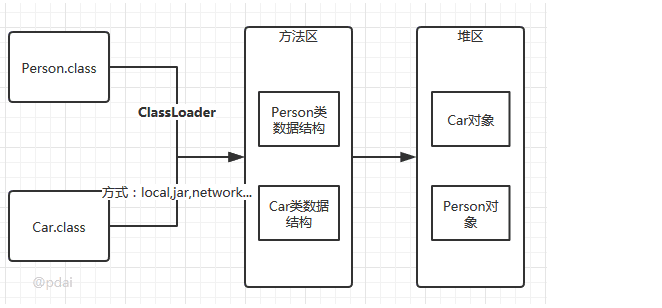 方法区
堆区
Person.class
ClassLoader
Person类
数据结构
Car对象
方式：local,jar,network...
Car.class
Car类数据
结构
Person对
象
@pdai